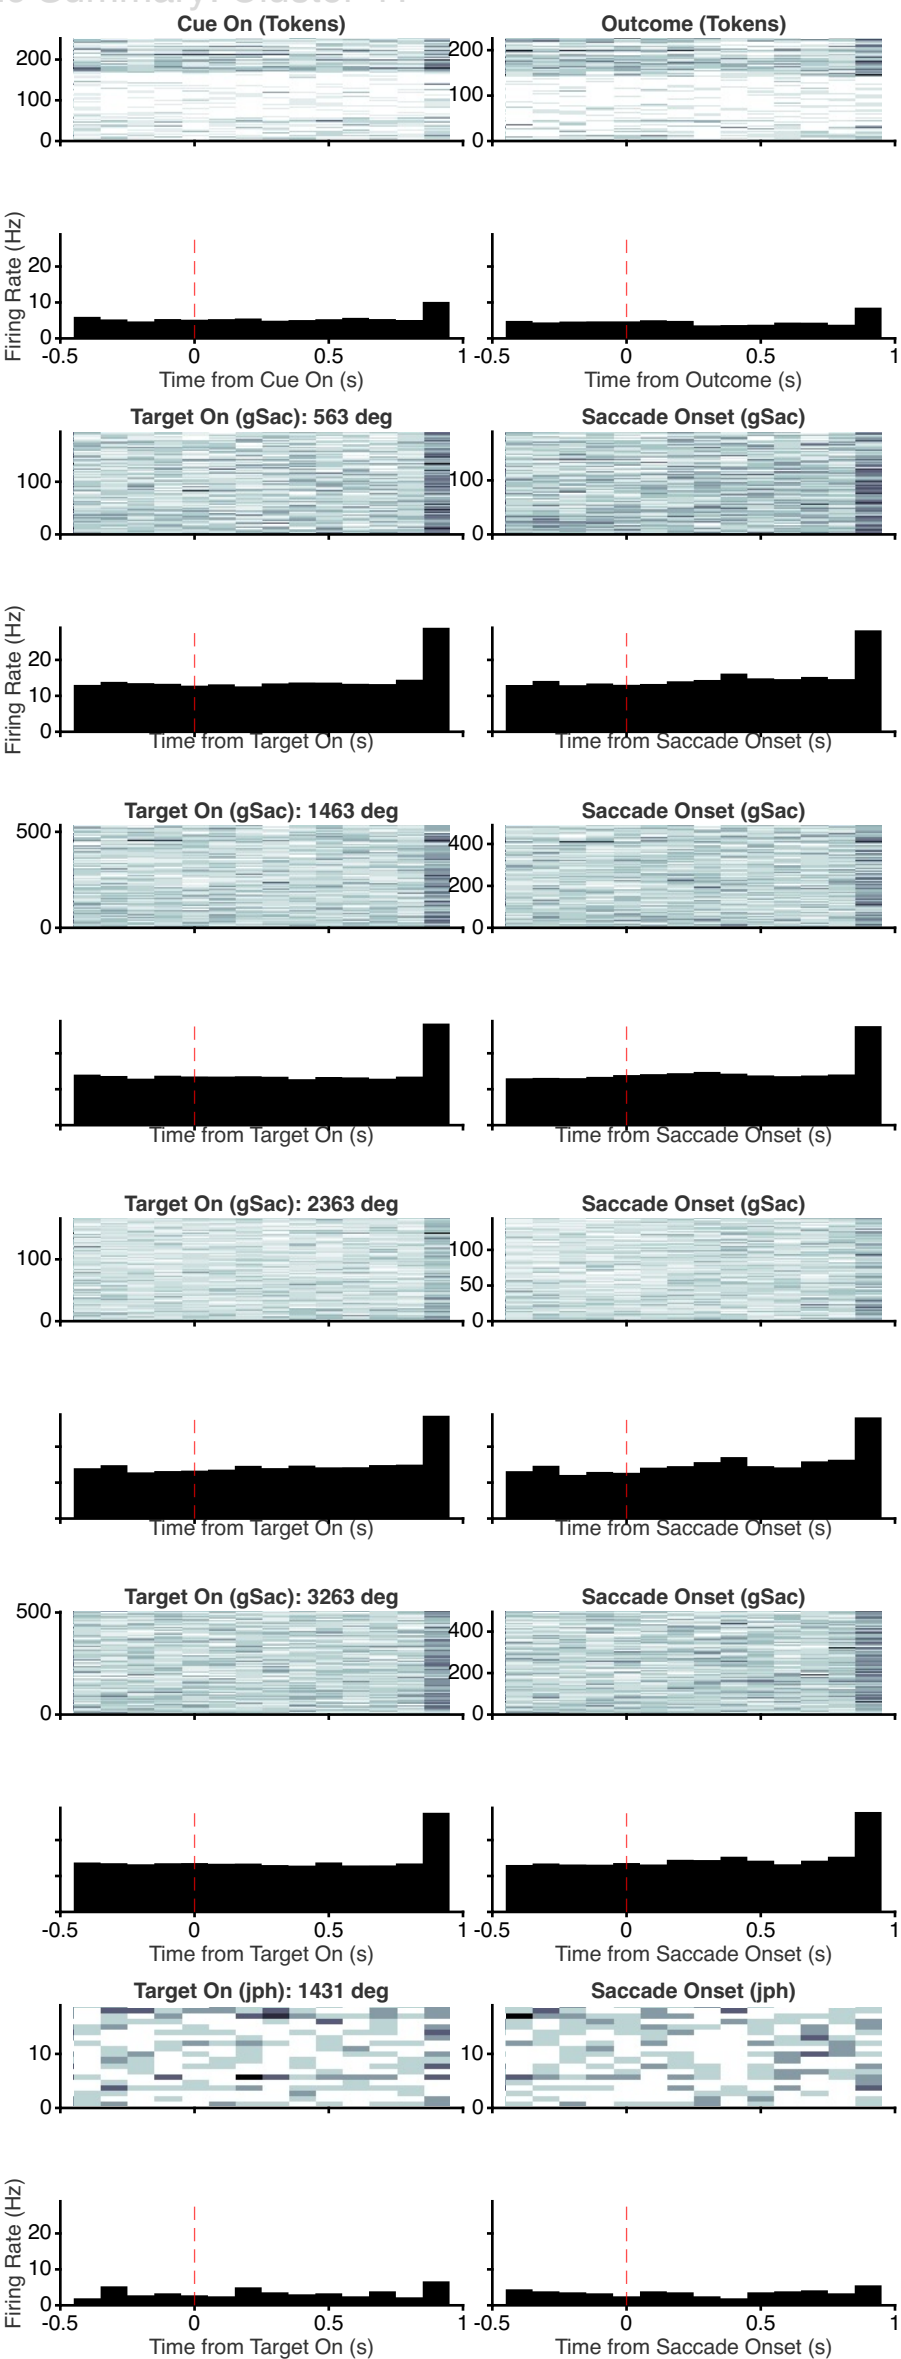 Summary: Cluster
Cue On (Tokens) Outcome (Tokens)
200 200
100 100
0 0
Firing Rate (Hz)
20
10
0
-0.5 0 0.5 1 -0.5 0 0.5 1
Time from Cue On (s) Time from Outcome (s)
Target On (gSac): 563 deg Saccade Onset (gSac)
100 100
0 0
Firing Rate (Hz)
20
10
0
Time from Target On (s) Time from Saccade Onset (s)
Target On (gSac): 1463 deg Saccade Onset (gSac)
500 400
200
0 0
Time from Target On (s) Time from Saccade Onset (s)
Target On (gSac): 2363 deg Saccade Onset (gSac)
100 100
50
0 0
Time from Target On (s) Time from Saccade Onset (s)
Target On (gSac): 3263 deg Saccade Onset (gSac)
500 400
200
0 0
-0.5 0 0.5 1 -0.5 0 0.5 1
Time from Target On (s) Time from Saccade Onset (s)
Target On (jph): 1431 deg Saccade Onset (jph)
10 10
0 0
Firing Rate (Hz)
20
10
0
-0.5 0 0.5 1 -0.5 0 0.5 1
Time from Target On (s) Time from Saccade Onset (s)